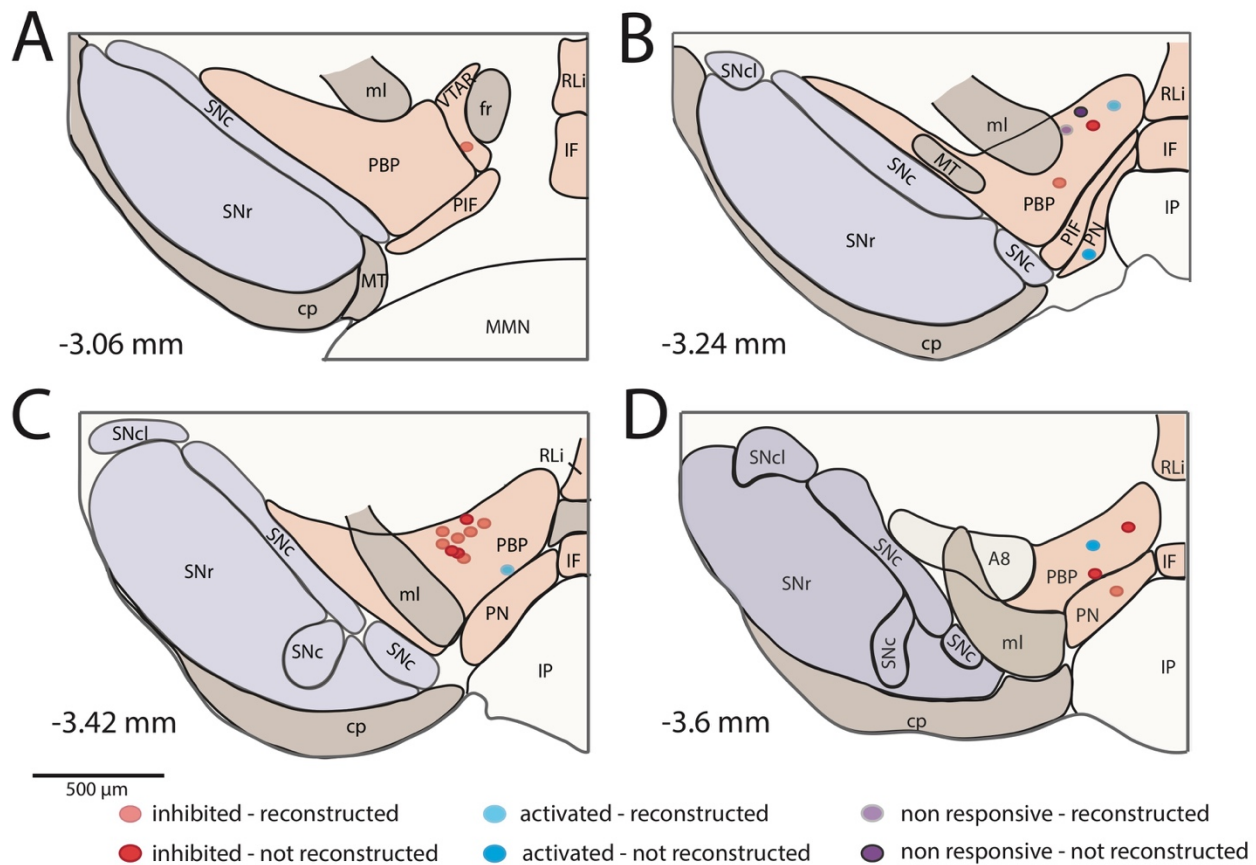 A
B
ml
VTAR
fr
RLi
SNc
PBP
IF
SNr
PIF
MT
cp
MMN
-3.06 mm
SNcl
RLi
ml
MT
SNc
IF
PBP
PIF
PN
IP
SNr
SNc
cp
-3.24 mm
C
D
SNcl
RLi
SNc
PBP
IF
SNr
ml
PN
SNc
SNc
IP
cp
-3.42 mm
SNcl
RLi
SNc
A8
IF
SNr
PBP
PN
SNc
SNc
ml
IP
cp
-3.6 mm
500 µm
inhibited - reconstructed
activated - reconstructed
non responsive - reconstructed
inhibited - not reconstructed
activated - not reconstructed
non responsive - not reconstructed